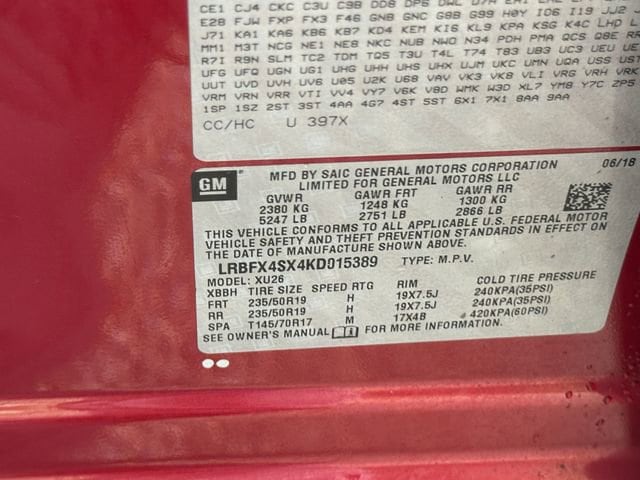 CE1 CJ4 CKC C3U C9B DD8 DP6 DWL
E28 FJW FXP FX3 F46 GNB GNC G9B G99 H0Y IO6 I19 JJ2
J71 KA1 KA6 KB6 KB7 KD4 KEM KI6 KL9 KPA KSG K4C LHD
MM1 M3T NCG NE1 NE8 NKC NUB NWO N34 PDH PMA QCS Q8E
R7I R9N SLM TC2 TDM TQ5 T3U T4L T74 T83 UB3 UC3 UEU
UFG UFQ UGN UG1 UHG UHH UHS UHX UJM UKC UMN UQA USS
UUT UVD UVH UV6 U05 U2K U68 VAV VK3 VK8 VLI VRG VRH VRK
VRM VRN VRR VTI VV4 VY7 V6K V8D WMK W3D XL7 YM8 Y7C ZP5
1SP 1SZ 2ST 3ST 4AA 4G7 4ST 5ST 6X1 7X1 8AA 9AA
CC/HC U 397X
GM MFD BY SAIC GENERAL MOTORS CORPORATION 06/18
LIMITED FOR GENERAL MOTORS LLC
GVWR GAWR FRT GAWR RR
2380 KG 1248 KG 1300 KG
5247 LB 2751 LB 2866 LB
THIS VEHICLE CONFORMS TO ALL APPLICABLE U.S. FEDERAL MOTOR
VEHICLE SAFETY AND THEFT PREVENTION STANDARDS IN EFFECT ON
THE DATE OF MANUFACTURE SHOWN ABOVE.
LRBFX4SX4KD015389 TYPE: M.P.V.
MODEL: XU26
XBBH TIRE SIZE SPEED RTG RIM COLD TIRE PRESSURE
FRT 235/50R19 H 19X7.5J 240KPA(35PSI)
RR 235/50R19 H 19X7.5J 240KPA(35PSI)
SPA T145/70R17 M 17X4B 420KPA(60PSI)
SEE OWNER'S MANUAL FOR MORE INFORMATION.